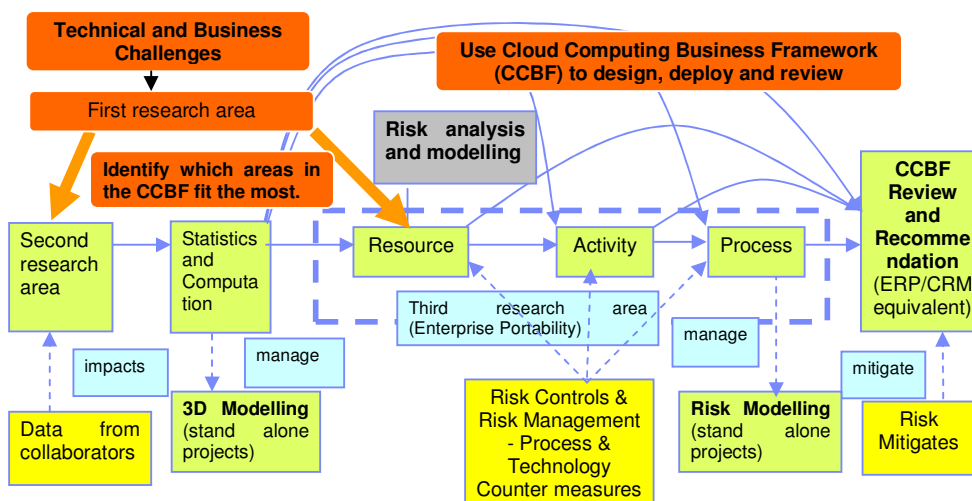 Technical and Business
Challenges
Use Cloud Computing Business Framework
(CCBF) to design, deploy and review
First research area
Risk analysis
and modelling
Identify which areas in
the CCBF fit the most.
CCBF
Review
and
Recomme
ndation
(ERP/CRM
equivalent)
Second
research
area
Statistics
and
Computa
tion
Resource
Activity
Process
Third research area
(Enterprise Portability)
impacts
manage
manage
mitigate
Data from
collaborators
3D Modelling
(stand alone
projects)
Risk Controls &
Risk Management
- Process &
Technology
Counter measures
Risk Modelling
(stand alone
projects)
Risk
Mitigates